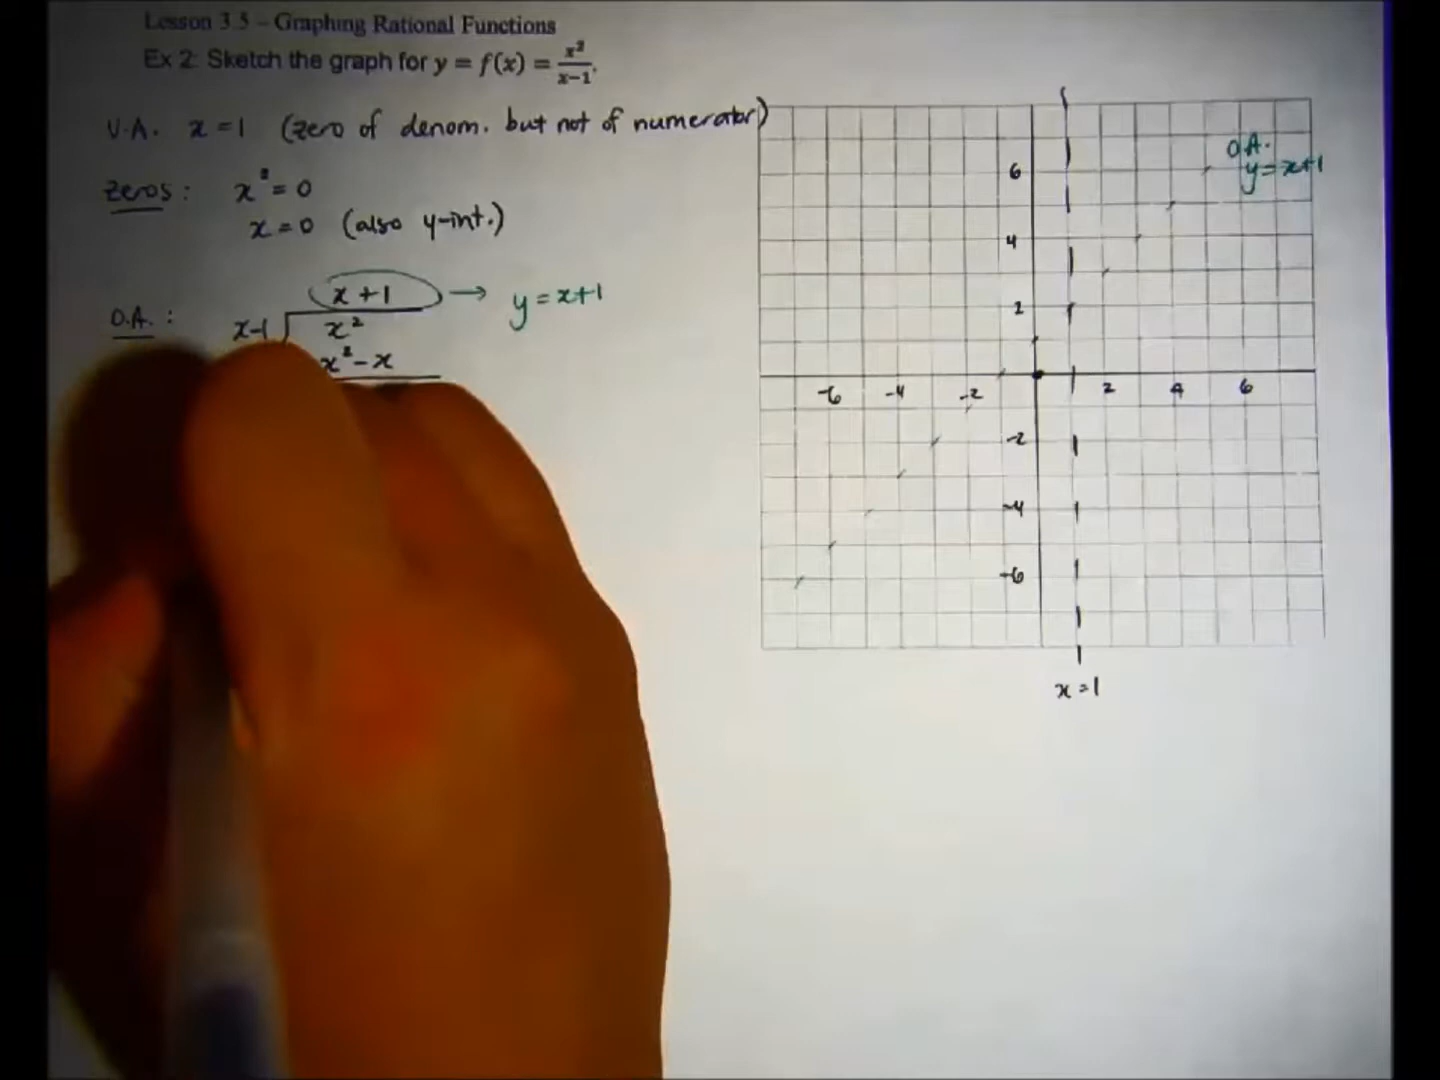 Lesson 3.5 – Graphing Rational Functions
Ex 2: Sketch the graph for y = f(x) = x²/x−1.
V.A. x = 1 (zero of denom. but not of numerator)
zeros: x² = 0
x = 0 (also y-int.)
O.A.: x + 1 → y = x+1
x-1 x²
x² - x
O.A.
y = x+1
6
4
2
-6 -4 -2 2 4 6
-2
-4
-6
x = 1